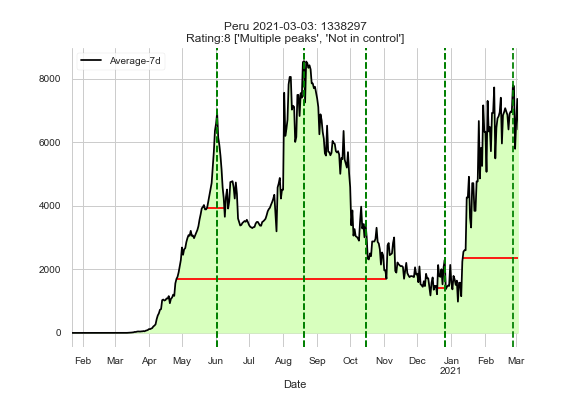 Peru 2021-03-03: 1338297
Rating:8 ['Multiple peaks', 'Not in control']
Average-7d
8000
6000
4000
2000
0
Feb Mar Apr May Jun Jul Aug Sep Oct Nov Dec Jan Feb Mar
2021
Date